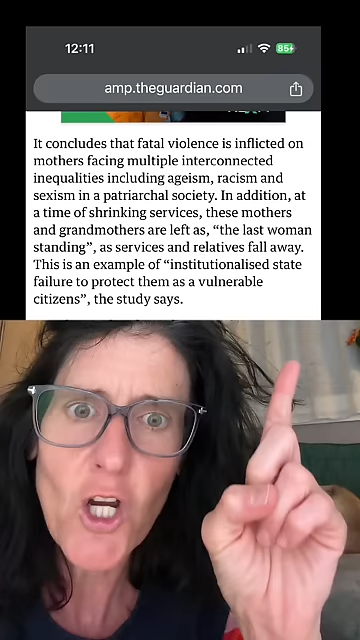 12:11
85
amp.theguardian.com
It concludes that fatal violence is inflicted on
mothers facing multiple interconnected
inequalities including ageism, racism and
sexism in a patriarchal society. In addition, at
a time of shrinking services, these mothers
and grandmothers are left as, “the last woman
standing”, as services and relatives fall away.
This is an example of “institutionalised state
failure to protect them as a vulnerable
citizens”, the study says.